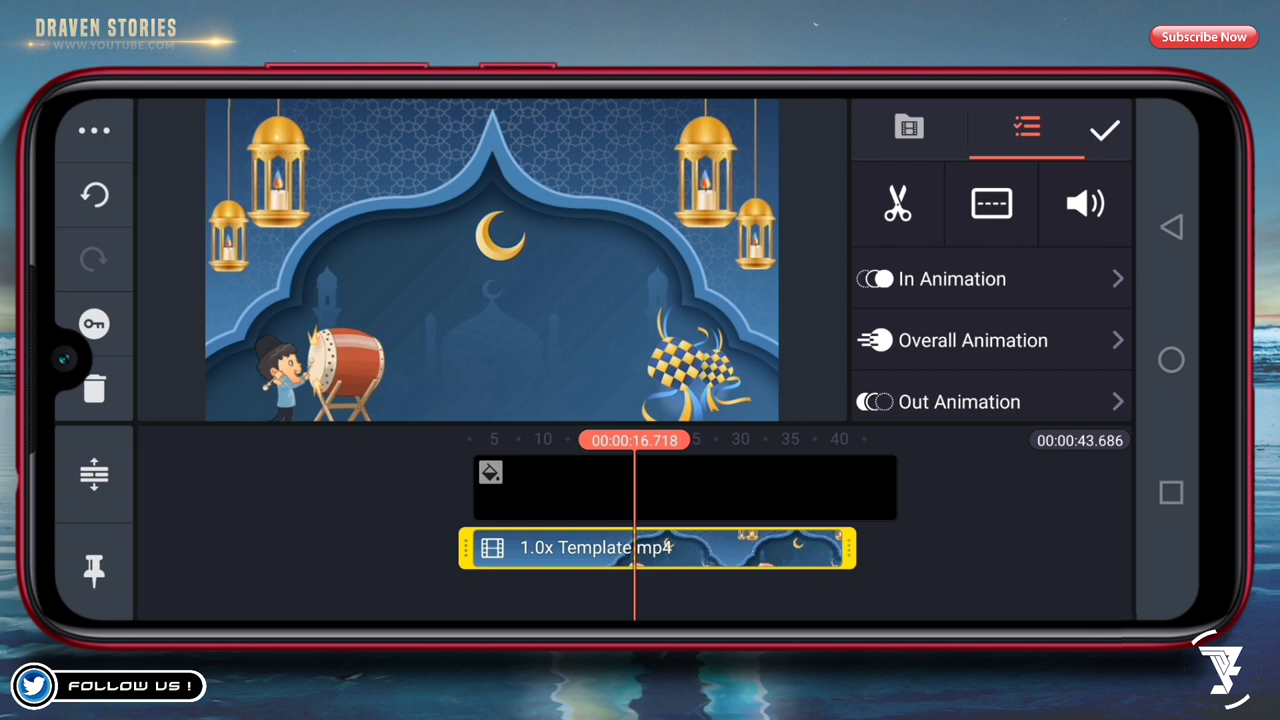 DRAVEN STORIES
WWW.YOUTUBE.COM
Subscribe Now
In Animation
Overall Animation
Out Animation
5 10 00:00:16.718 5 30 35 40 00:00:43.686
1.0x Template.mp4
FOLLOW US !